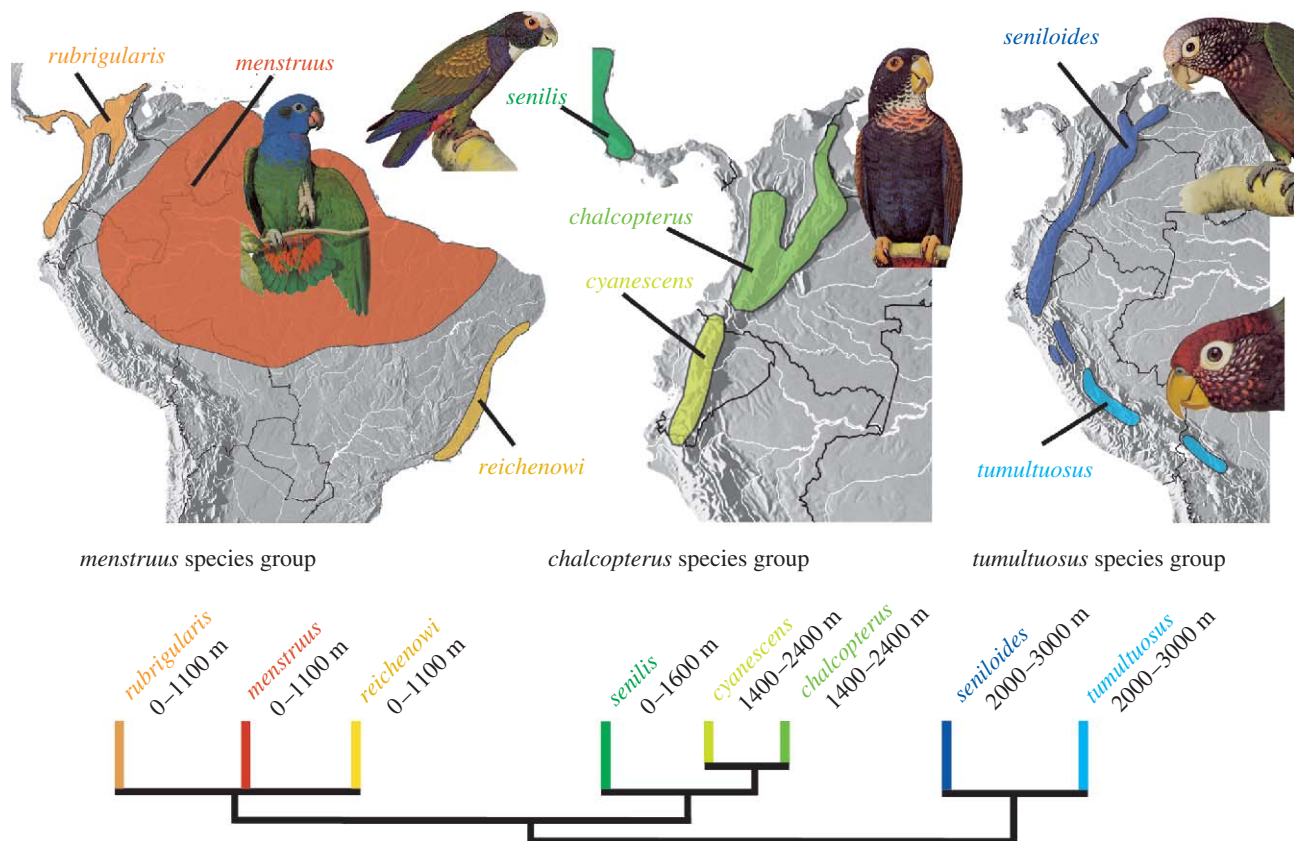 rubrigularis
menstruus
reichenowi
senilis
chalcopterus
cyanescens
seniloides
tumultuosus
menstruus species group
chalcopterus species group
tumultuosus species group
rubrigularis
0–1100 m
menstruus
0–1100 m
reichenowi
0–1100 m
senilis
0–1600 m
cyanescens
1400–2400 m
chalcopterus
1400–2400 m
seniloides
2000–3000 m
tumultuosus
2000–3000 m